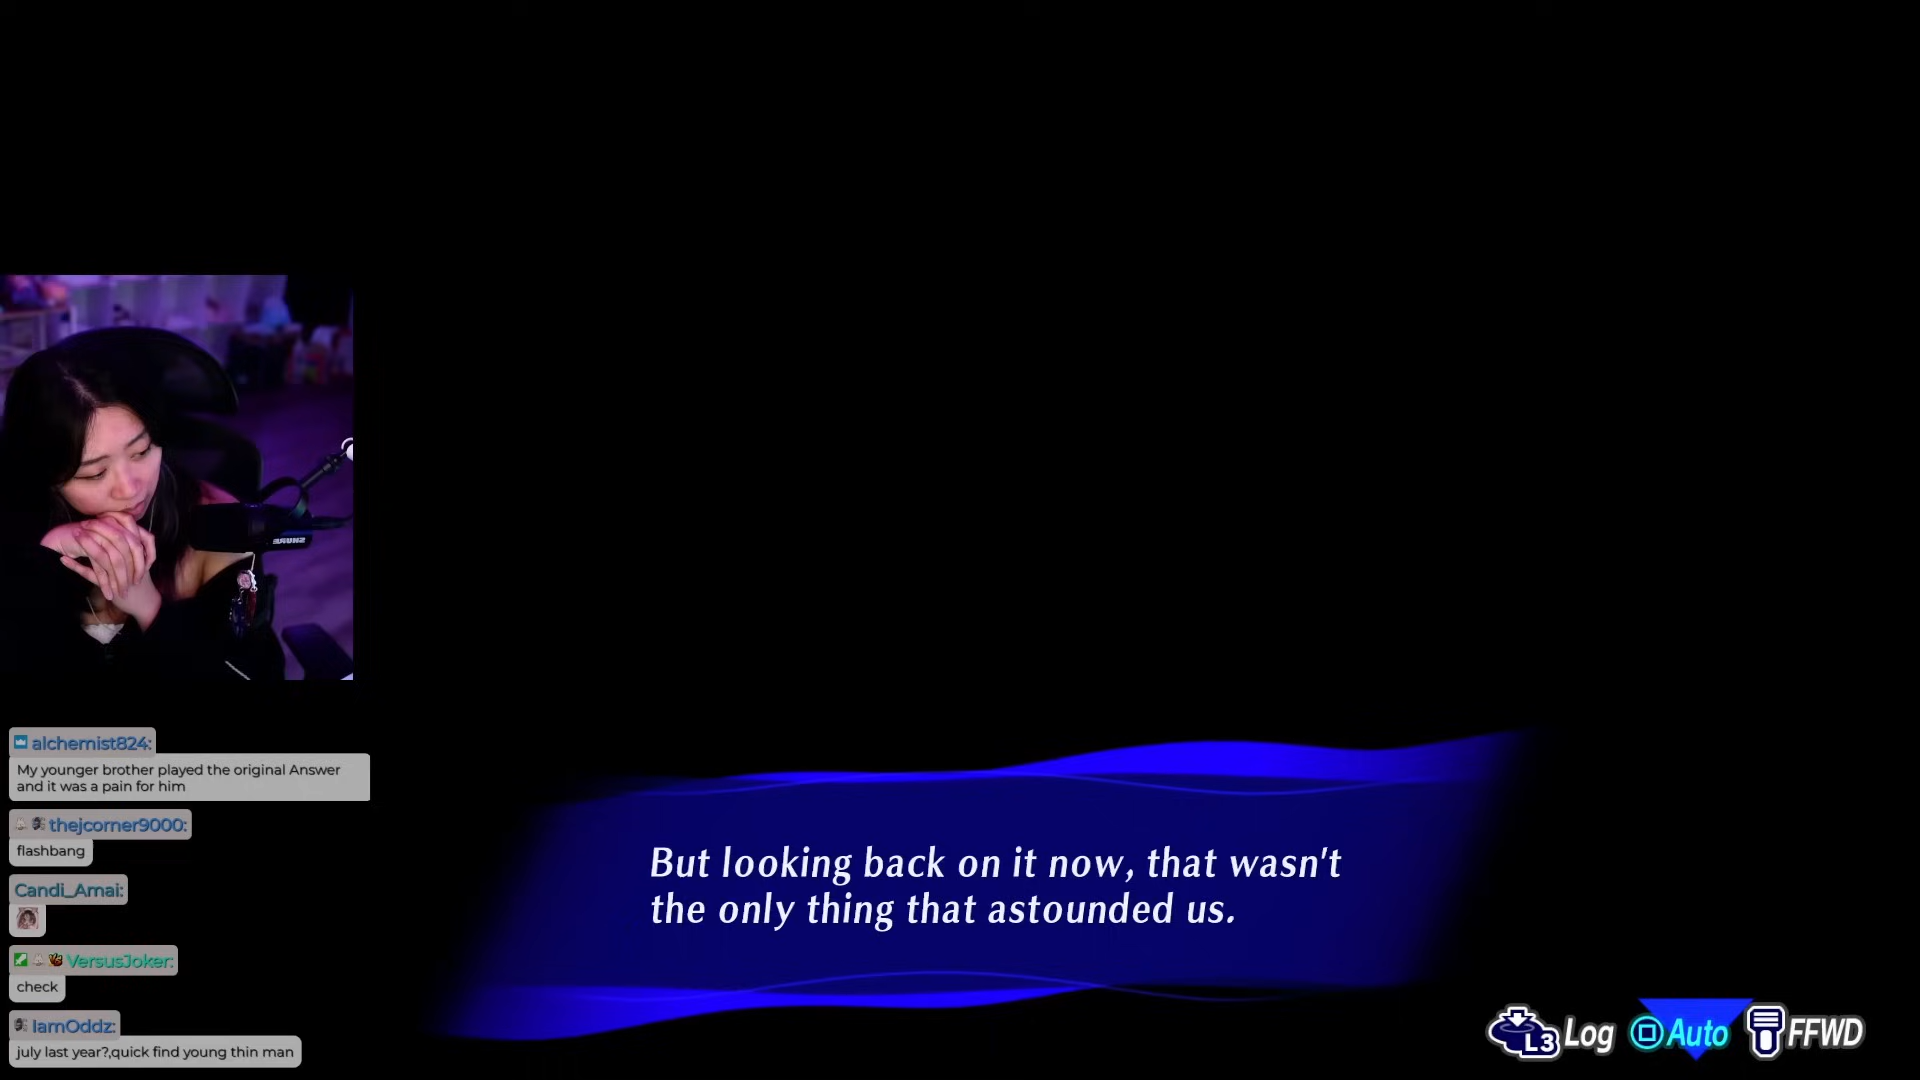 SHURE
alchemist824:
My younger brother played the original Answer
and it was a pain for him
thejcorner9000:
flashbang
Candi_Amai:
VersusJoker:
check
IamOddz:
july last year?,quick find young thin man
But looking back on it now, that wasn't
the only thing that astounded us.
L3 Log Auto FFWD